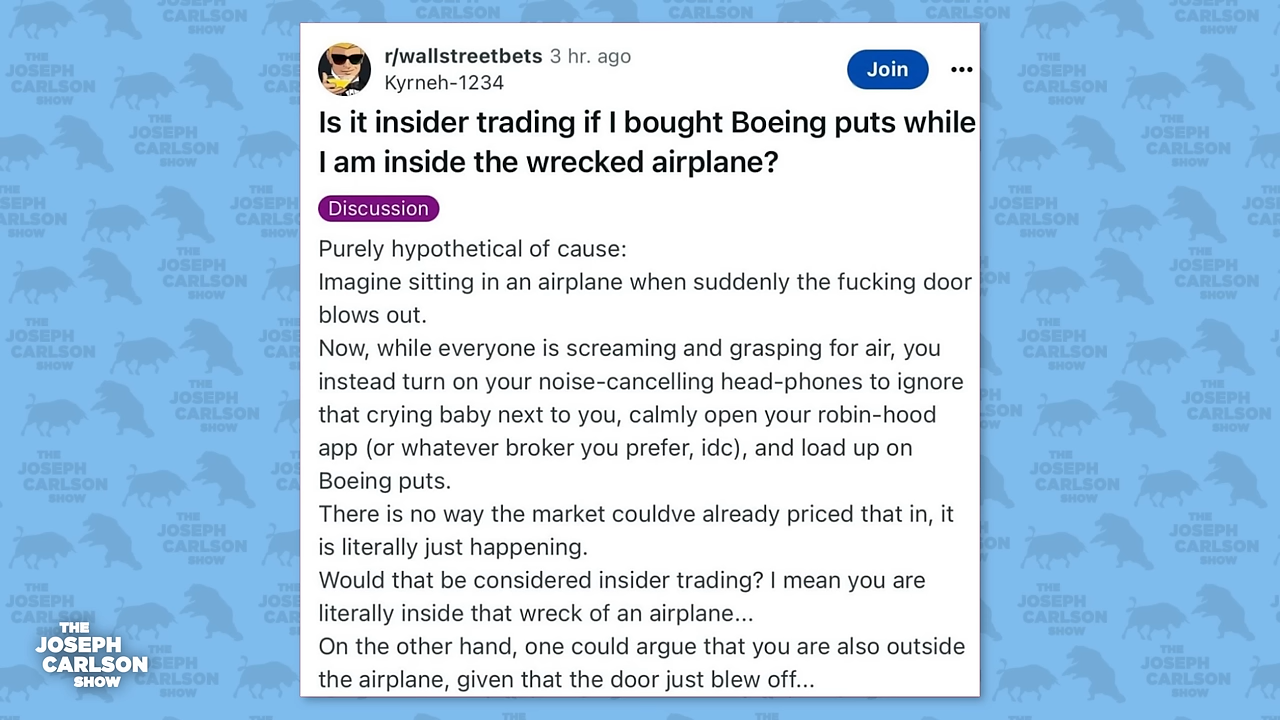 r/wallstreetbets 3 hr. ago
Kyrneh-1234
Join
Is it insider trading if I bought Boeing puts while
I am inside the wrecked airplane?
Discussion
Purely hypothetical of cause:
Imagine sitting in an airplane when suddenly the fucking door
blows out.
Now, while everyone is screaming and grasping for air, you
instead turn on your noise-cancelling head-phones to ignore
that crying baby next to you, calmly open your robin-hood
app (or whatever broker you prefer, idc), and load up on
Boeing puts.
There is no way the market couldve already priced that in, it
is literally just happening.
Would that be considered insider trading? I mean you are
literally inside that wreck of an airplane...
On the other hand, one could argue that you are also outside
the airplane, given that the door just blew off...
THE
JOSEPH
CARLSON
SHOW